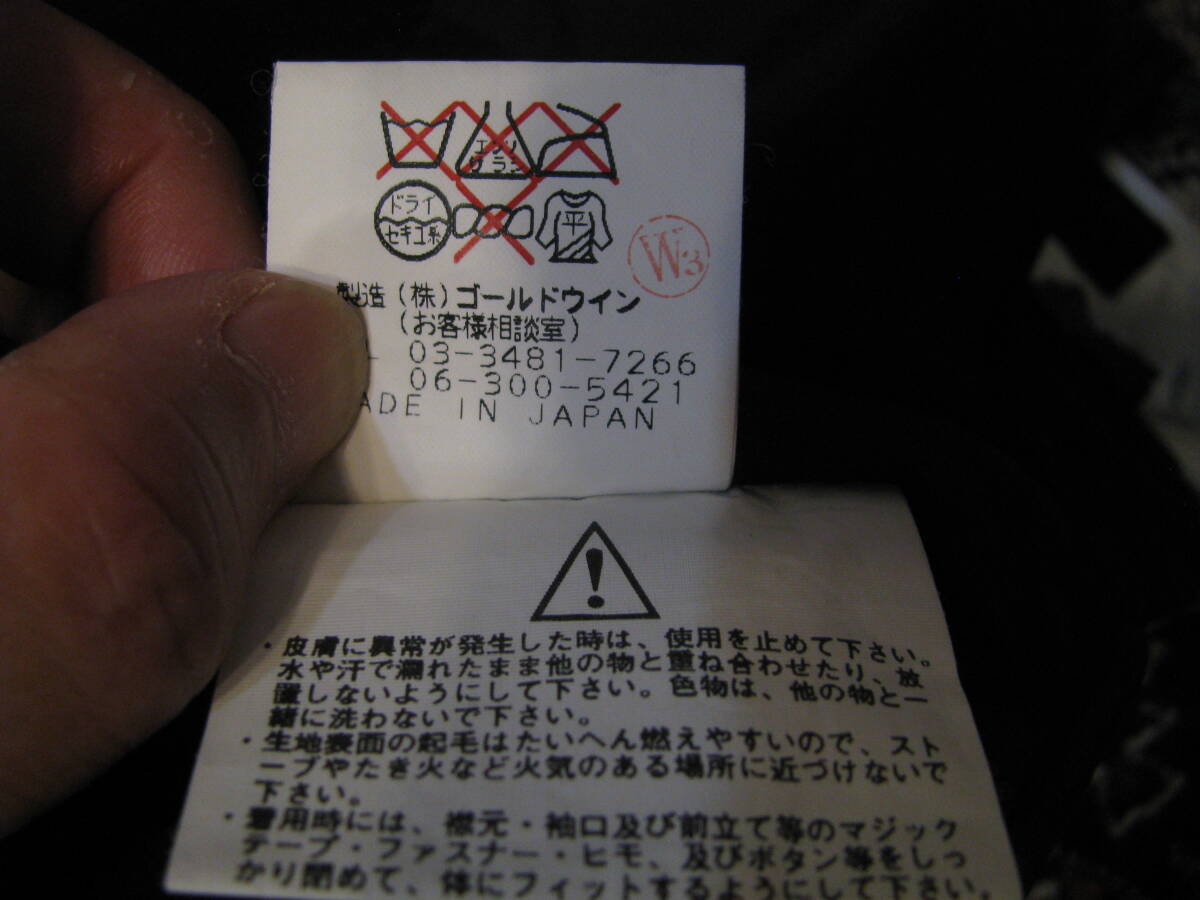 エンソ
サラシ
ドライ
セキユ系
平
W3
製造 (株) ゴールドウイン
(お客様相談室)
03-3481-7266
06-300-5421
ADE IN JAPAN
・皮膚に異常が発生した時は、使用を止めて下さい。
水や汗で濡れたまま他の物と重ね合わせたり、放
置しないようにして下さい。色物は、他の物と一
緒に洗わないで下さい。
・生地表面の起毛はたいへん燃えやすいので、スト
ーブやたき火など火気のある場所に近づけないで
下さい。
・着用時には、襟元・袖口及び前立て等のマジック
テープ・ファスナー・ヒモ、及びボタン等をしっ
かり閉めて、体にフィットするようにして下さい。